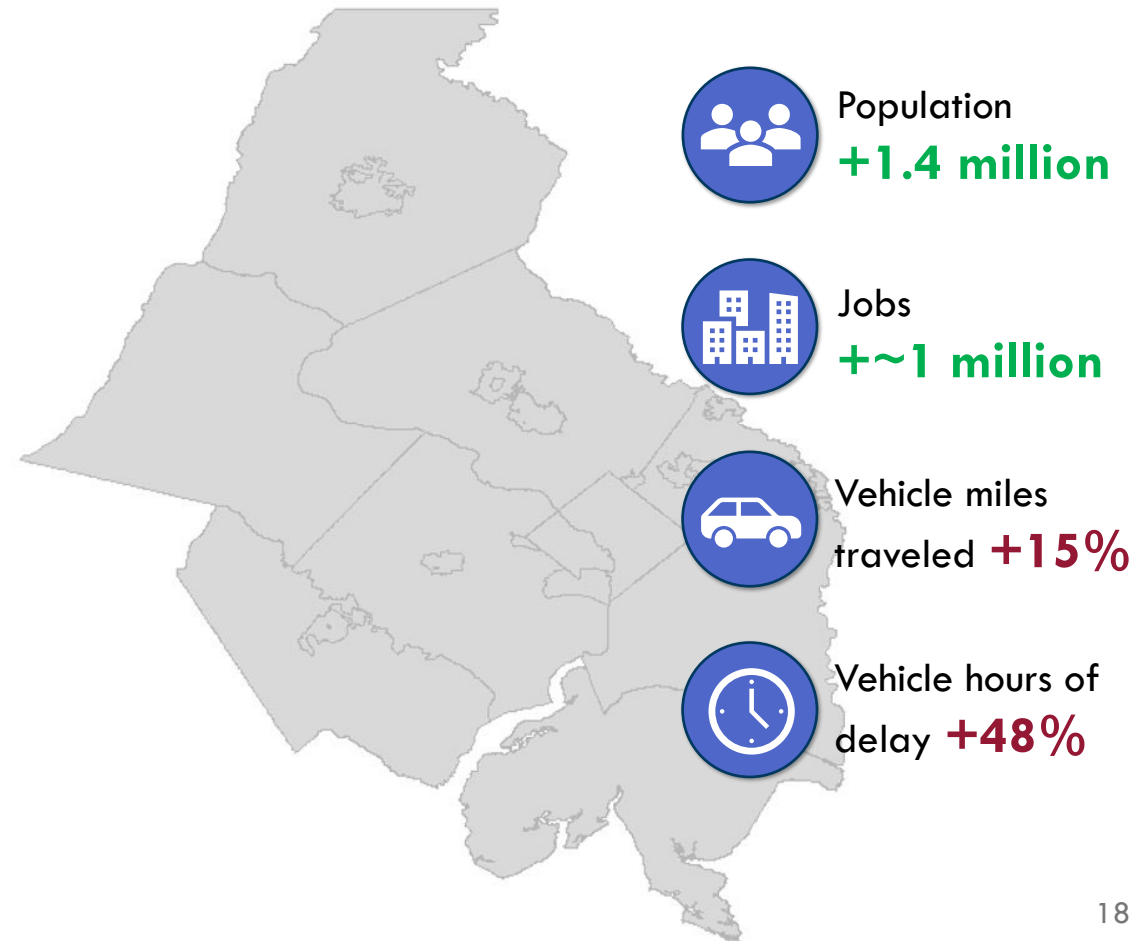 Population
+1.4 million
Jobs
+~1 million
Vehicle miles
traveled +15%
Vehicle hours of
delay +48%
18